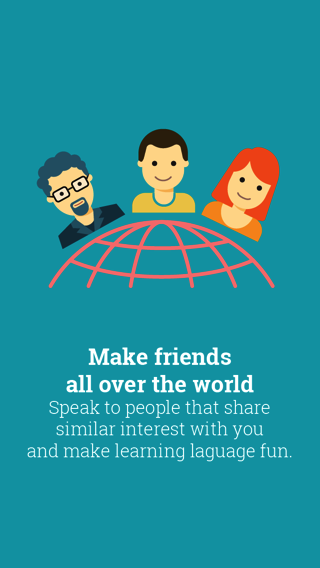 Make friends
all over the world
Speak to people that share
similar interest with you
and make learning laguage fun.